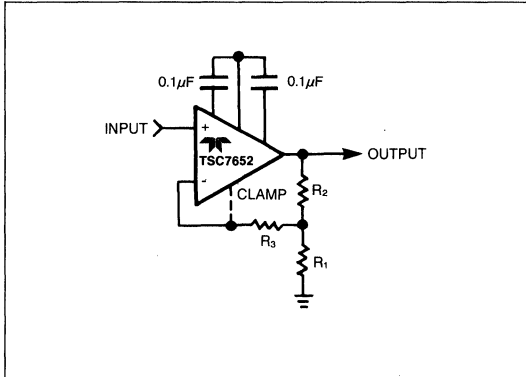 0.1μF
0.1μF
INPUT
+
TSC7652
-
OUTPUT
CLAMP
R₂
R₃
R₁